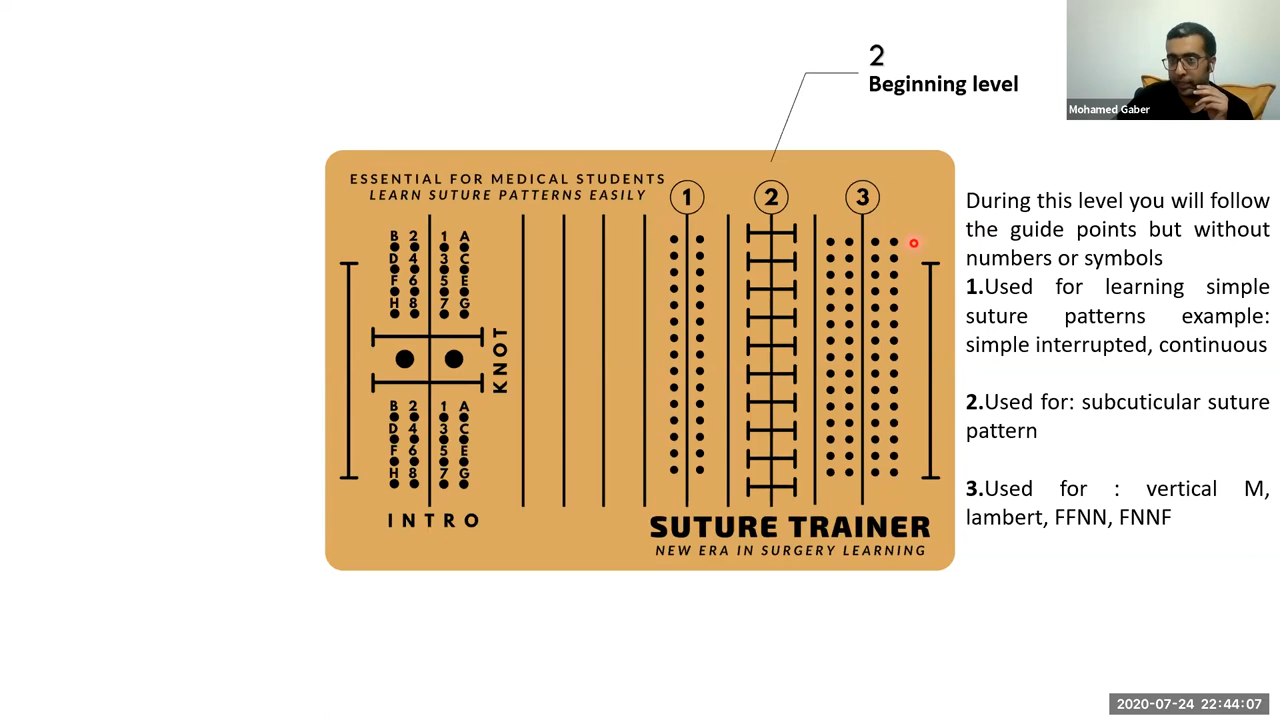 2
Beginning level
Mohamed Gaber
ESSENTIAL FOR MEDICAL STUDENTS
LEARN SUTURE PATTERNS EASILY
1
2
3
B 2 1 A
D 4 3 C
F 6 5 E
H 8 7 G
KNOT
B 2 1 A
D 4 3 C
F 6 5 E
H 8 7 G
INTRO
SUTURE TRAINER
NEW ERA IN SURGERY LEARNING
During this level you will follow
the guide points but without
numbers or symbols
1.Used for learning simple
suture patterns example:
simple interrupted, continuous
2.Used for: subcuticular suture
pattern
3.Used for : vertical M,
lambert, FFNN, FNNF
2020-07-24 22:44:07